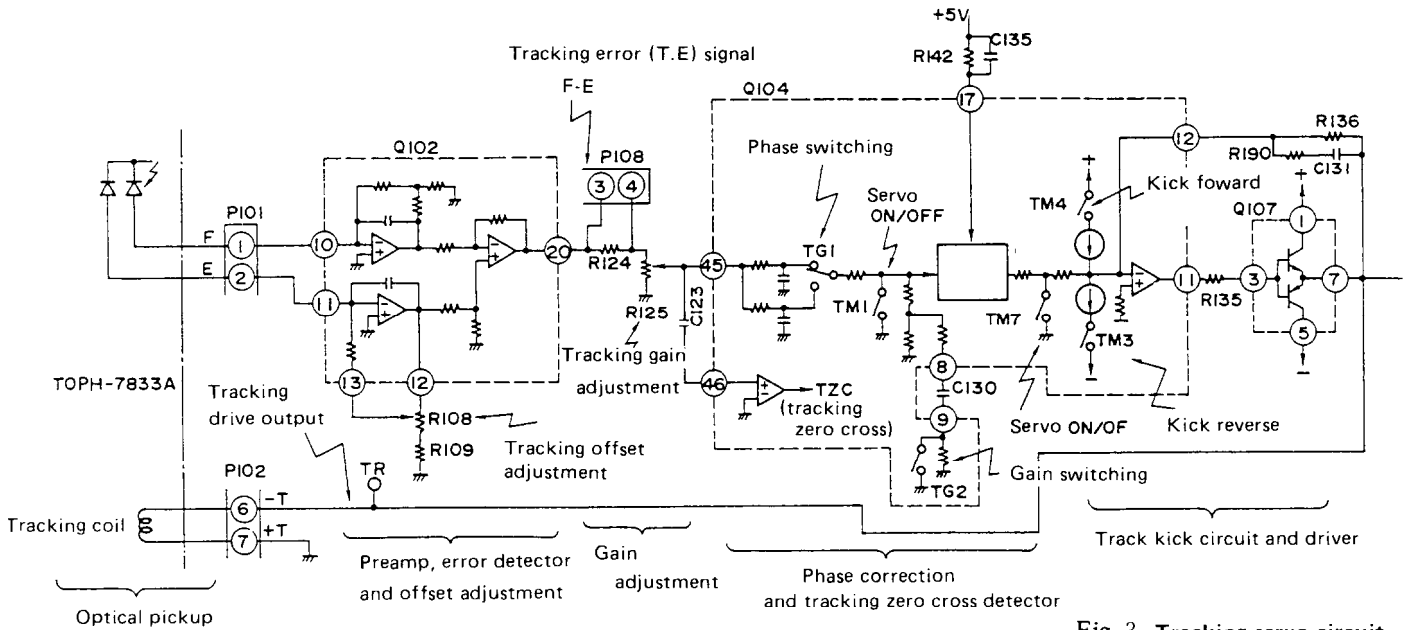 +5V
C135
R142
Tracking error (T.E) signal
F-E
Q104
17
12
R136
R190
C131
Q102
P108
3 4
Phase switching
Servo
ON/OFF
TM4
Kick foward
Q107
1
P101
F 1
E 2
10
11
20
R124
45
TG1
TM1
TM7
TM3
11
R135
3
7
5
R125
C123
Tracking gain
adjustment
46
TZC
(tracking
zero cross)
8
C130
9
TG2
Servo ON/OF
Kick reverse
Gain switching
TOPH-7833A
13
12
Tracking
drive output
R108
R109
Tracking offset
adjustment
TR
P102
6 -T
7 +T
Tracking coil
Optical pickup
Preamp, error detector
and offset adjustment
Gain
adjustment
Phase correction
and tracking zero cross detector
Track kick circuit and driver